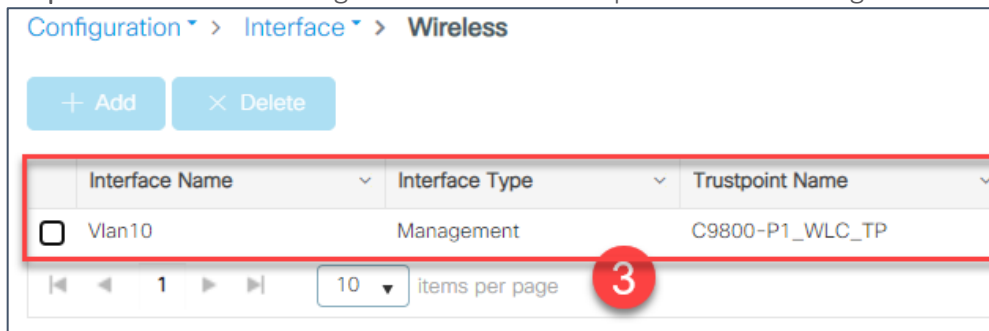 Configuration > Interface > Wireless
+ Add × Delete
Interface Name Interface Type Trustpoint Name
Vlan10 Management C9800-P1_WLC_TP
1 10 items per page 3